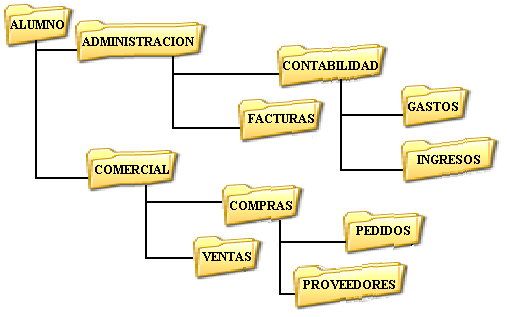 ALUMNO
ADMINISTRACION
CONTABILIDAD
GASTOS
FACTURAS
INGRESOS
COMERCIAL
COMPRAS
PEDIDOS
VENTAS
PROVEEDORES